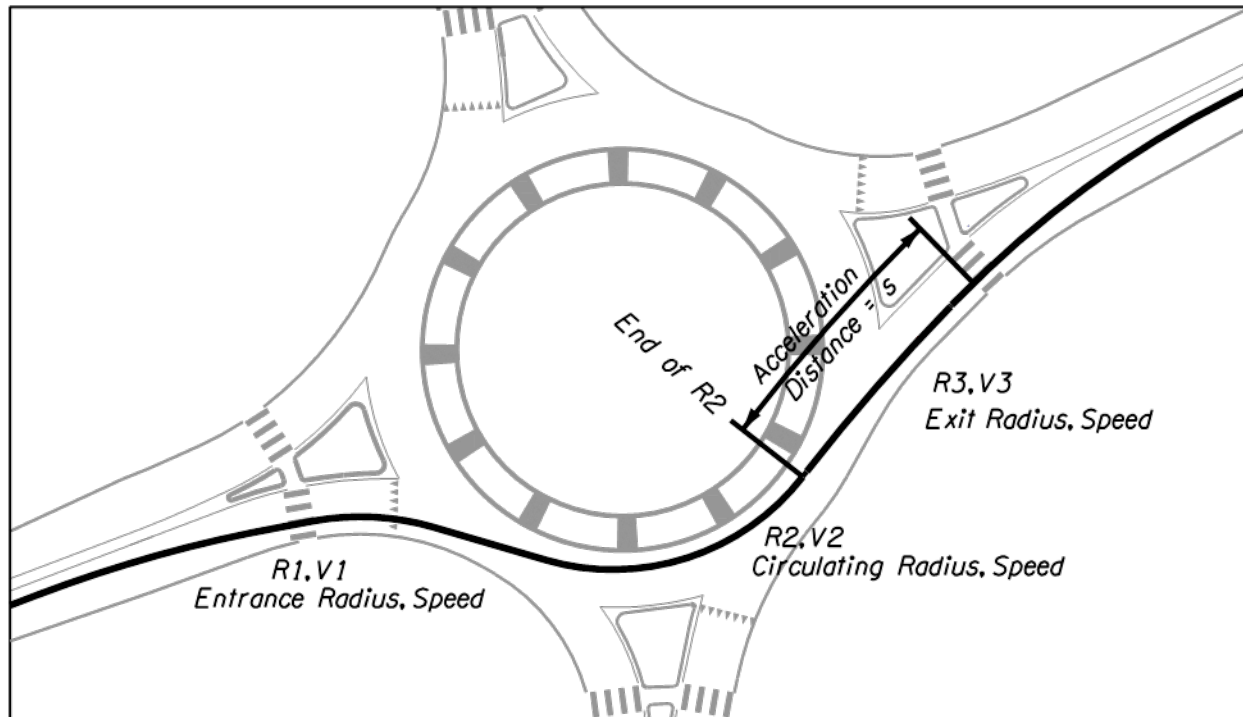 Acceleration
Distance = s
End of R2
R3,V3
Exit Radius, Speed
R2,V2
Circulating Radius, Speed
R1,V1
Entrance Radius, Speed